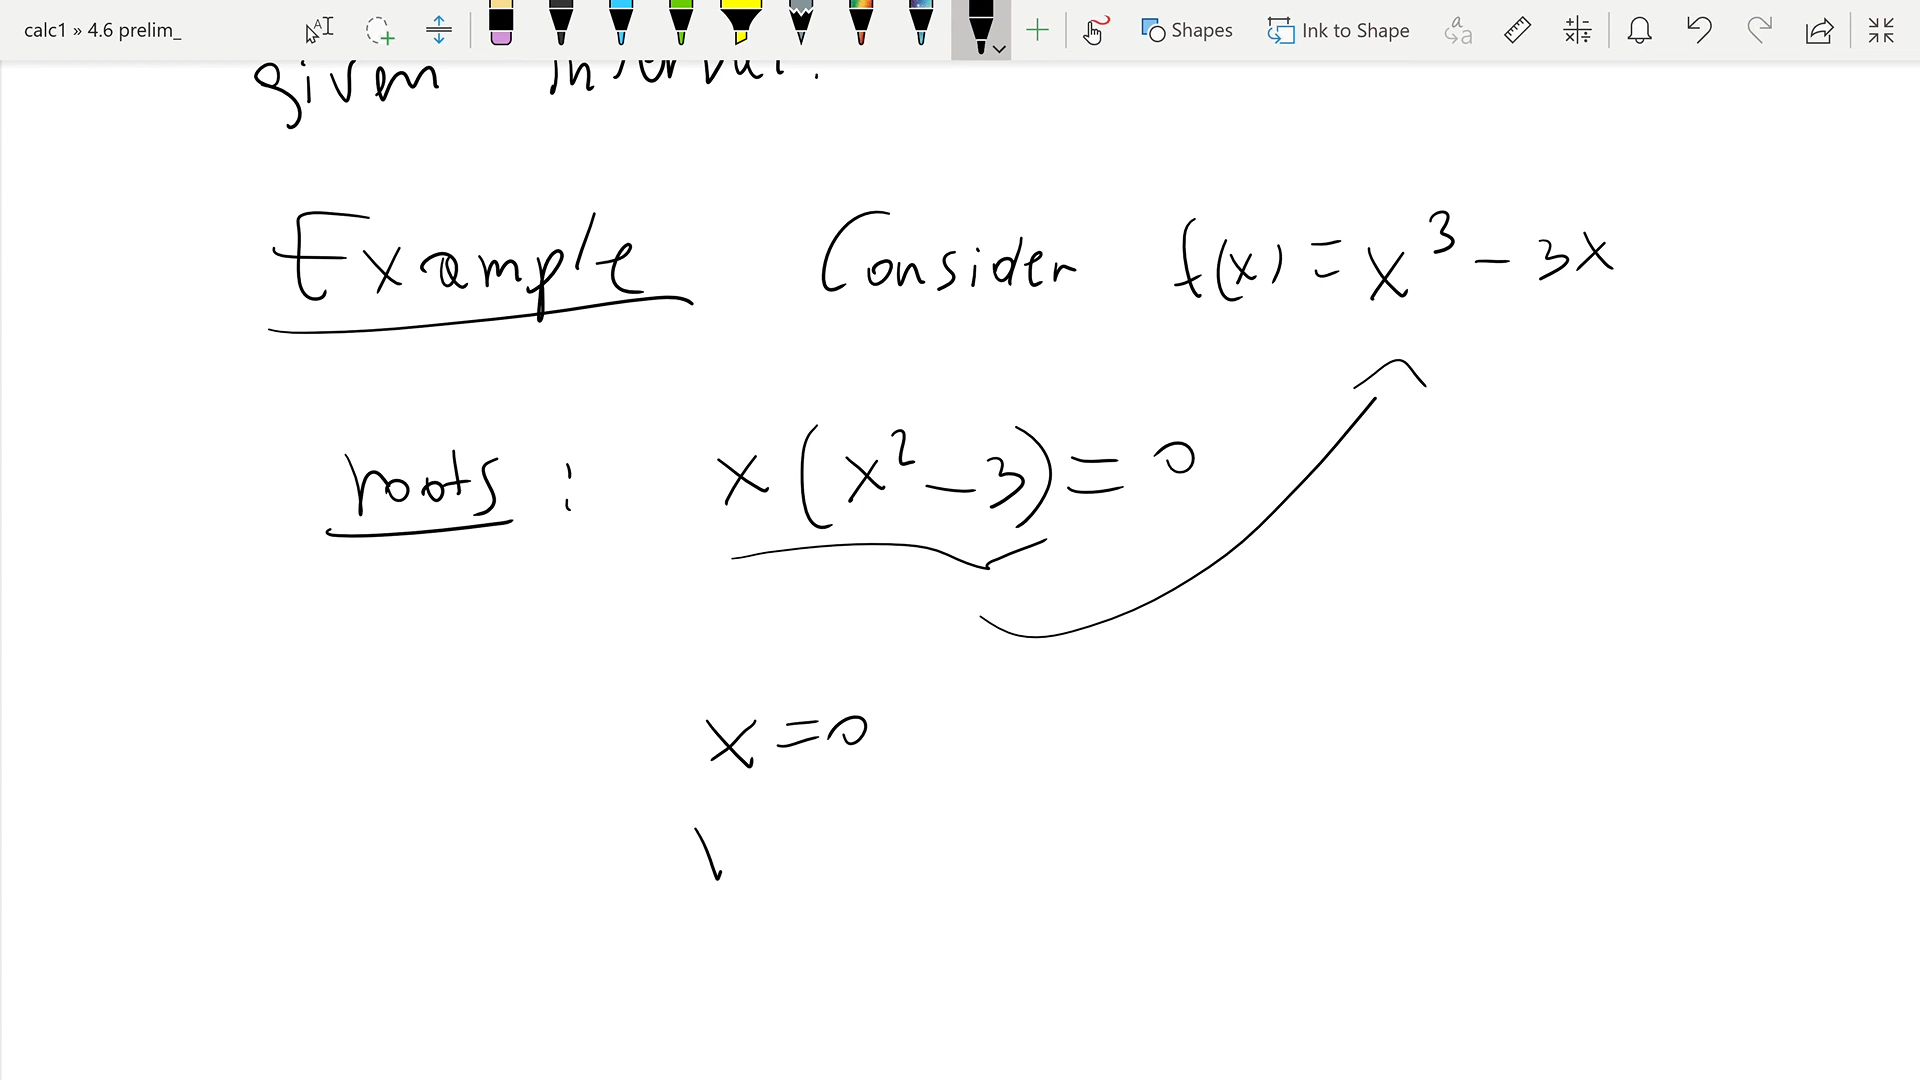 calc1 » 4.6 prelim_ Shapes Ink to Shape
given interval.
Example Consider f(x) = x³ - 3x
roots : x(x² - 3) = 0
x = 0